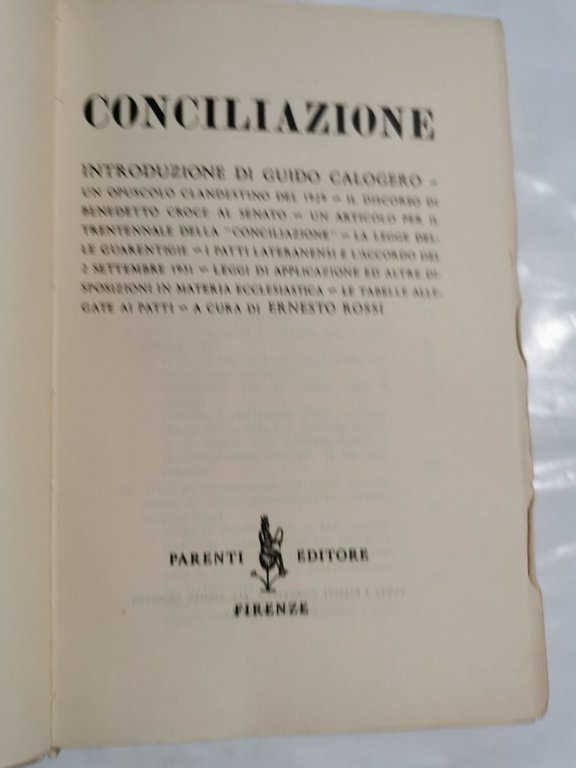 CONCILIAZIONE
INTRODUZIONE DI GUIDO CALOGERO =
UN OPUSCOLO CLANDESTINO DEL 1929 = IL DISCORSO DI
BENEDETTO CROCE AL SENATO = UN ARTICOLO PER IL
TRENTENNALE DELLA "CONCILIAZIONE" = LA LEGGE DEL-
LE GUARENTIGIE = I PATTI LATERANENSI E L'ACCORDO DEL
2 SETTEMBRE 1931 = LEGGI DI APPLICAZIONE ED ALTRE DI-
SPOSIZIONI IN MATERIA ECCLESIASTICA = LE TABELLE ALLE-
GATE AI PATTI = A CURA DI ERNESTO ROSSI
PARENTI EDITORE
FIRENZE